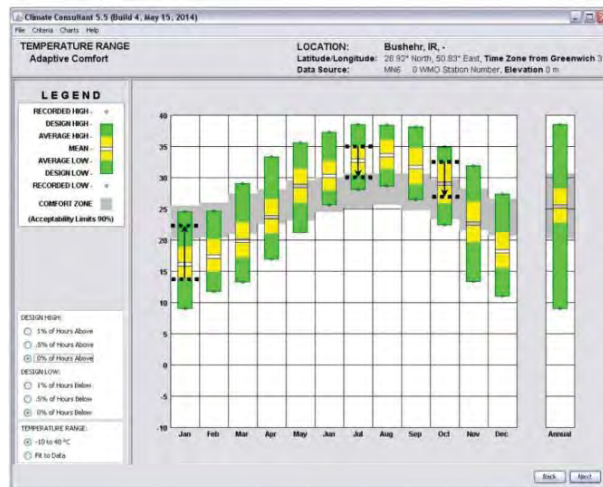 Climate Consultant 5.5 (Build 4, May 15, 2014)
File Criteria Charts Help
TEMPERATURE RANGE
Adaptive Comfort
LOCATION: Bushehr, IR, -
Latitude/Longitude: 28.92° North, 50.83° East, Time Zone from Greenwich 3
Data Source: MN6 0 WMO Station Number, Elevation 0 m
LEGEND
RECORDED HIGH -
DESIGN HIGH -
AVERAGE HIGH -
MEAN -
AVERAGE LOW -
DESIGN LOW -
RECORDED LOW -
COMFORT ZONE
(Acceptability Limits 90%)
DESIGN HIGH:
1% of Hours Above
.5% of Hours Above
0% of Hours Above
DESIGN LOW:
1% of Hours Below
.5% of Hours Below
0% of Hours Below
TEMPERATURE RANGE:
-10 to 40 °C
Fit to Data
40
35
30
25
20
15
10
5
0
-5
-10
Jan Feb Mar Apr May Jun Jul Aug Sep Oct Nov Dec Annual
Back Next